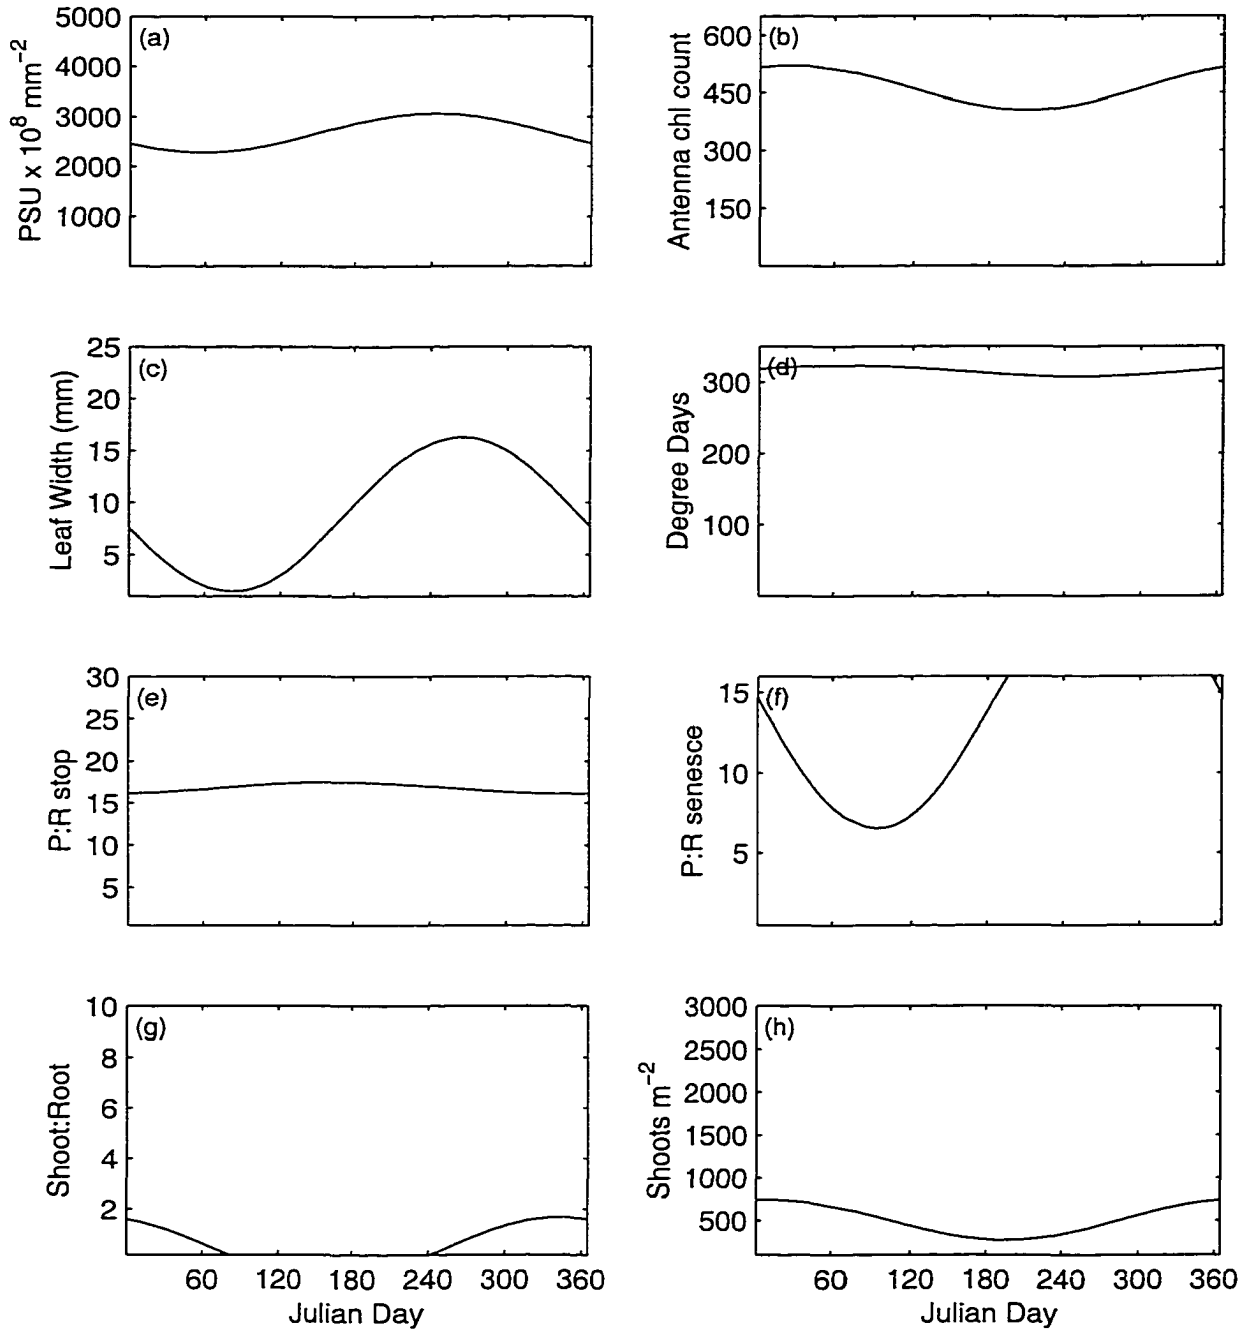 (a)
5000
4000
3000
2000
1000
PSU x 10⁸ mm⁻²
(b)
600
450
300
150
Antenna chl count
(c)
25
20
15
10
5
Leaf Width (mm)
(d)
300
200
100
Degree Days
(e)
30
25
20
15
10
5
P:R stop
(f)
15
10
5
P:R senesce
(g)
10
8
6
4
2
Shoot:Root
60 120 180 240 300 360
Julian Day
(h)
3000
2500
2000
1500
1000
500
Shoots m⁻²
60 120 180 240 300 360
Julian Day